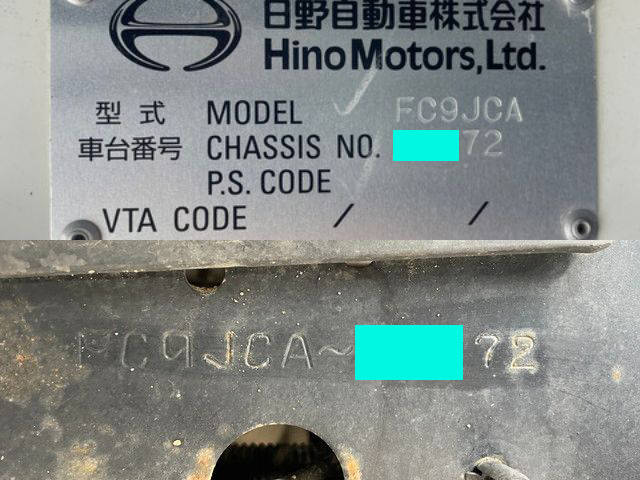 日野自動車株式会社
Hino Motors,Ltd.
型式 MODEL FC9JCA
車台番号 CHASSIS NO. 72
P.S. CODE
VTA CODE / /
FC9JCA~ 72